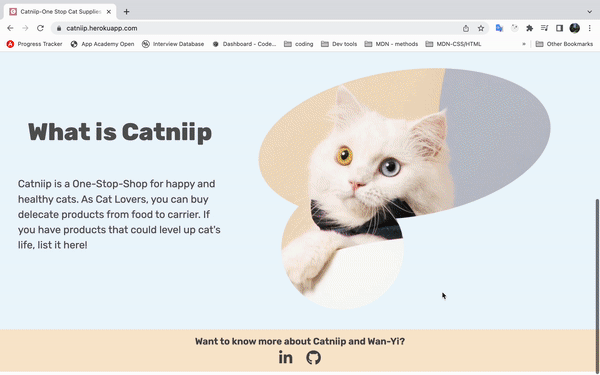 Catniip-One Stop Cat Supplies
catniip.herokuapp.com
Progress Tracker
App Academy Open
Interview Database
Dashboard - Code...
coding
Dev tools
MDN - methods
MDN-CSS/HTML
»
Other Bookmarks
What is Catniip
Catniip is a One-Stop-Shop for happy and
healthy cats. As Cat Lovers, you can buy
delecate products from food to carrier. If
you have products that could level up cat's
life, list it here!
Want to know more about Catniip and Wan-Yi?
in